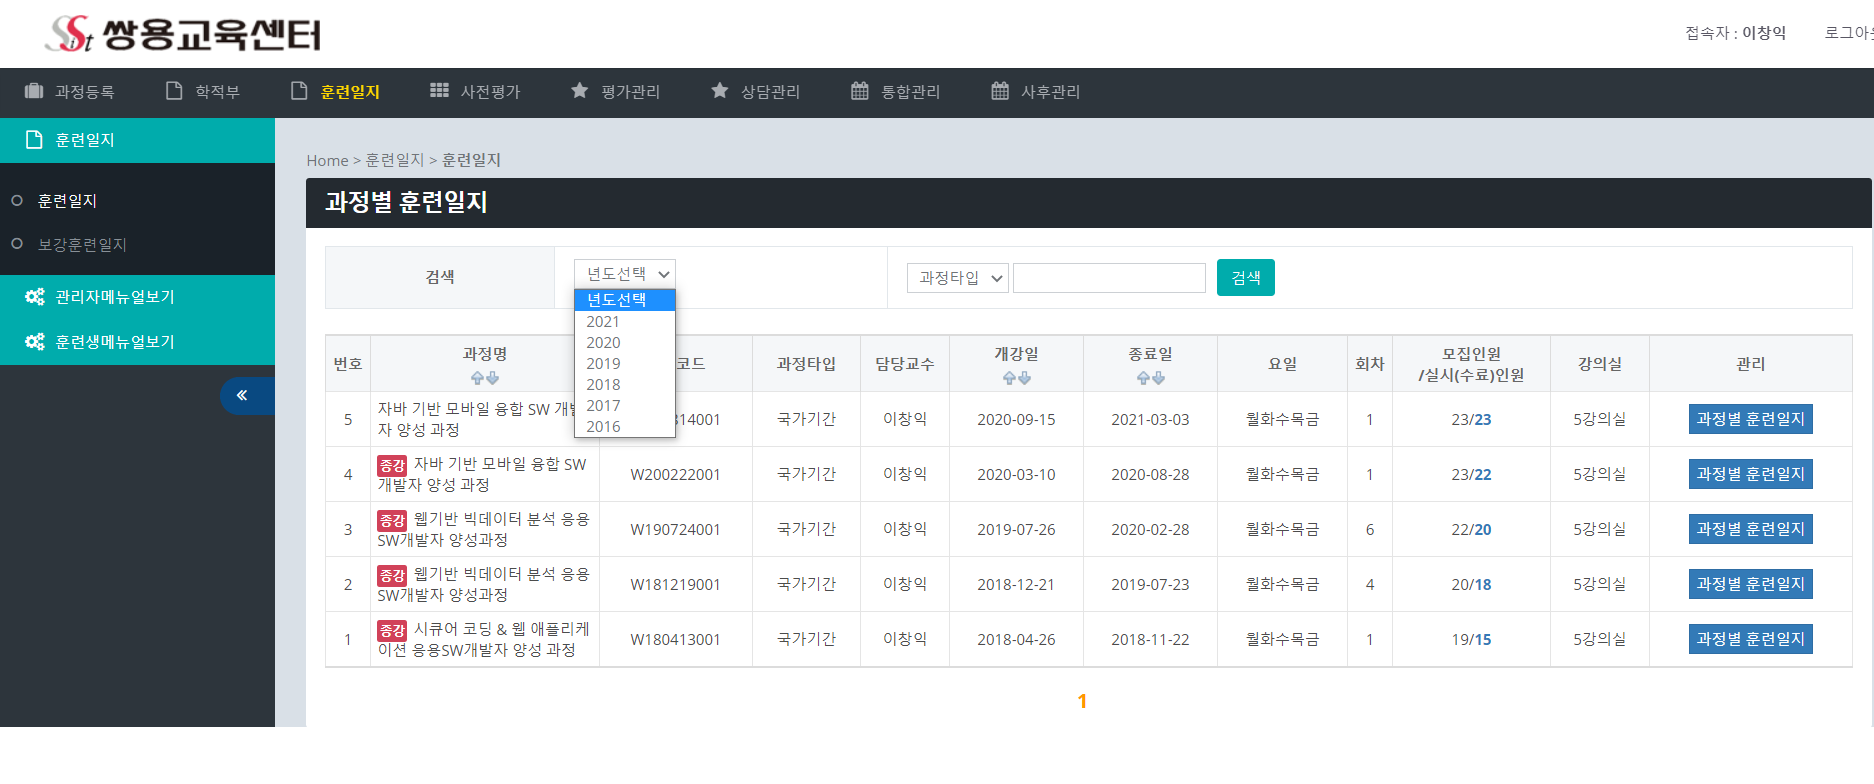 SSist 쌍용교육센터
접속자 : 이창익 로그아웃
과정등록 학적부 훈련일지 사전평가 평가관리 상담관리 통합관리 사후관리
훈련일지
훈련일지
보강훈련일지
관리자메뉴얼보기
훈련생메뉴얼보기
«
Home > 훈련일지 > 훈련일지
과정별 훈련일지
검색 년도선택 과정타입 검색
년도선택
2021
2020
2019
2018
2017
2016
번호 과정명 코드 과정타입 담당교수 개강일 종료일 요일 회차 모집인원 강의실 관리
/실시(수료)인원
5 자바 기반 모바일 융합 SW 개발 14001 국가기간 이창익 2020-09-15 2021-03-03 월화수목금 1 23/23 5강의실 과정별 훈련일지
자 양성 과정
4 종강 자바 기반 모바일 융합 SW W200222001 국가기간 이창익 2020-03-10 2020-08-28 월화수목금 1 23/22 5강의실 과정별 훈련일지
개발자 양성 과정
3 종강 웹기반 빅데이터 분석 응용 W190724001 국가기간 이창익 2019-07-26 2020-02-28 월화수목금 6 22/20 5강의실 과정별 훈련일지
SW개발자 양성과정
2 종강 웹기반 빅데이터 분석 응용 W181219001 국가기간 이창익 2018-12-21 2019-07-23 월화수목금 4 20/18 5강의실 과정별 훈련일지
SW개발자 양성과정
1 종강 시큐어 코딩 & 웹 애플리케 W180413001 국가기간 이창익 2018-04-26 2018-11-22 월화수목금 1 19/15 5강의실 과정별 훈련일지
이션 응용SW개발자 양성 과정
1